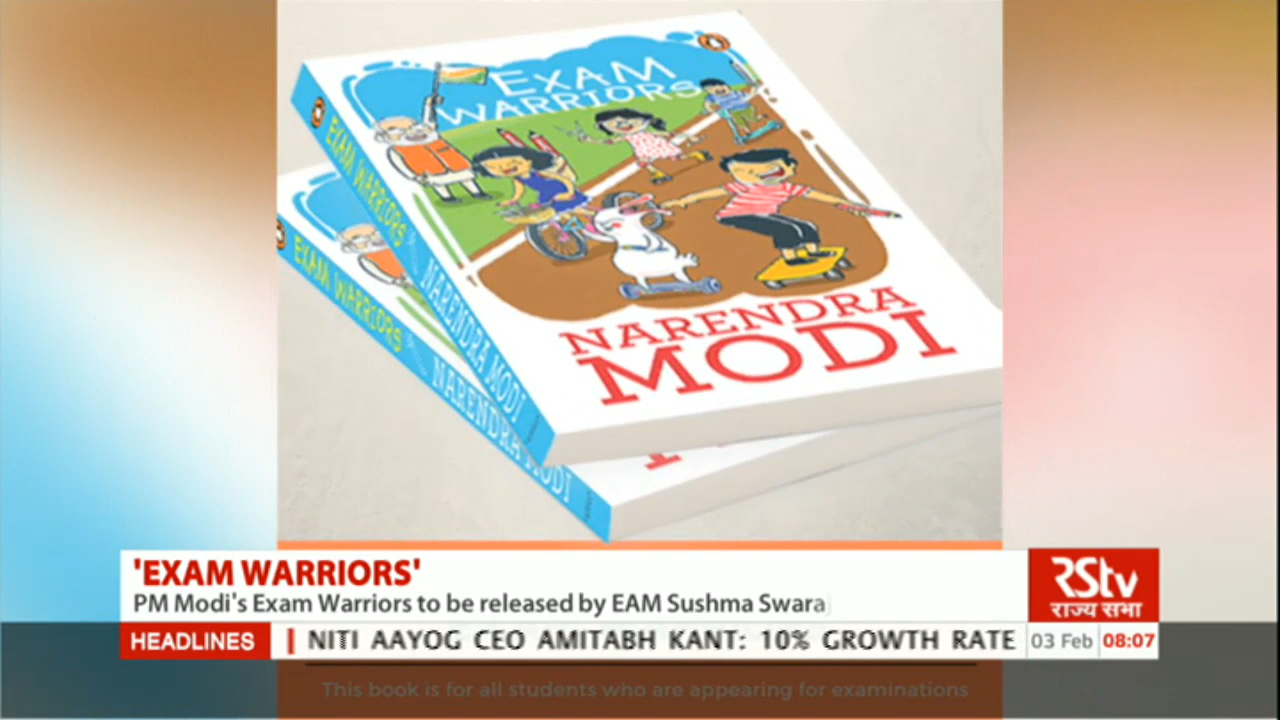 EXAM
WARRIORS
EXAM WARRIORS
NARENDRA MODI
NARENDRA
MODI
EXAM WARRIORS
NARENDRA MODI
'EXAM WARRIORS'
PM Modi's Exam Warriors to be released by EAM Sushma Swara
RSTV
राज्य सभा
HEADLINES
NITI AAYOG CEO AMITABH KANT: 10% GROWTH RATE
03 Feb
08:07
This book is for all students who are appearing for examinations